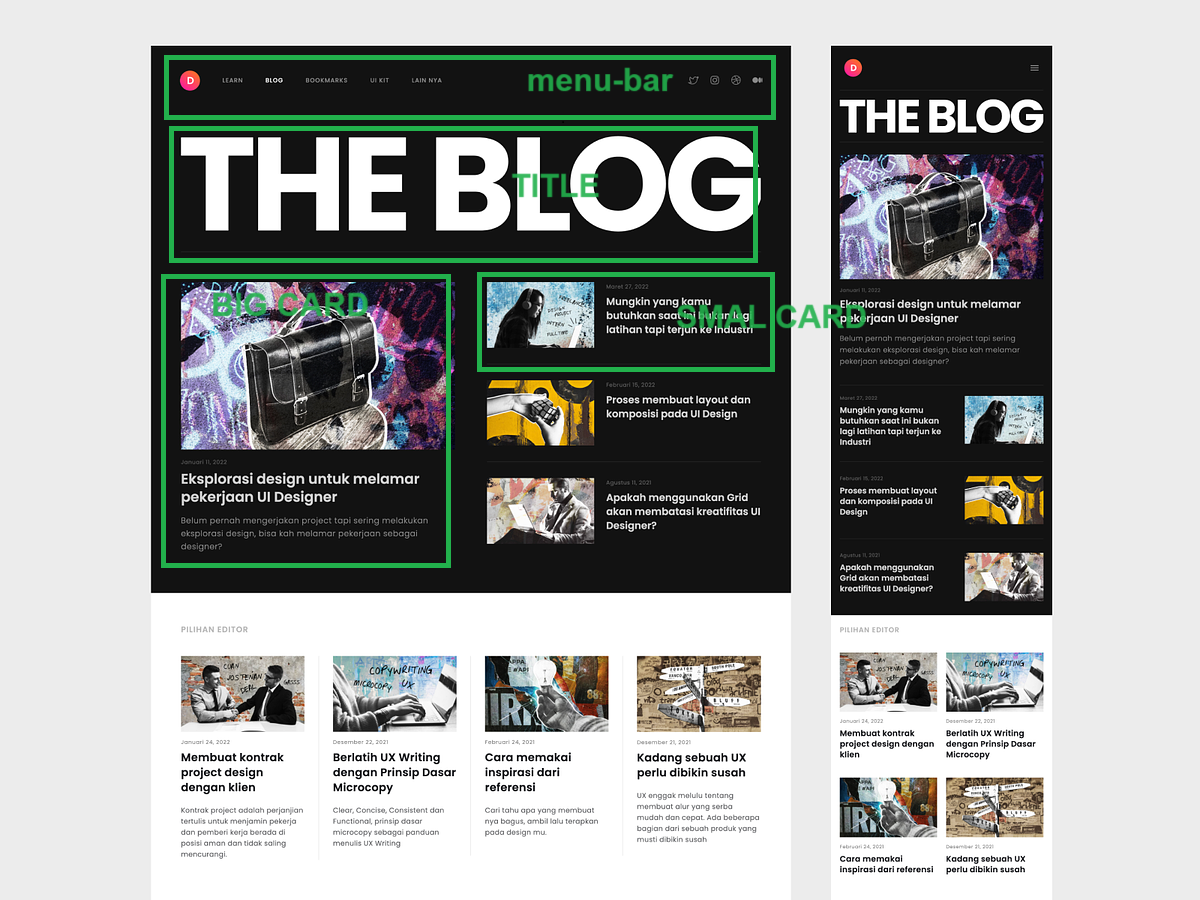 D
LEARN
BLOG
BOOKMARKS
UI KIT
LAIN NYA
menu-bar
THE BLOG
TITLE
BIG CARD
Januari 11, 2022
Eksplorasi design untuk melamar
pekerjaan UI Designer
Belum pernah mengerjakan project tapi sering melakukan
eksplorasi design, bisa kah melamar pekerjaan sebagai
designer?
SMAL CARD
Maret 27, 2022
Mungkin yang kamu
butuhkan saat ini bukan lagi
latihan tapi terjun ke Industri
Februari 15, 2022
Proses membuat layout dan
komposisi pada UI Design
Agustus 11, 2021
Apakah menggunakan Grid
akan membatasi kreatifitas UI
Designer?
PILIHAN EDITOR
COPYWRITING
MICROCOPY UX
Januari 24, 2022
Membuat kontrak
project design
dengan klien
Kontrak project adalah perjanjian
tertulis untuk menjamin pekerja
dan pemberi kerja berada di
posisi aman dan tidak saling
mencurangi.
Desember 22, 2021
Berlatih UX Writing
dengan Prinsip Dasar
Microcopy
Clear, Concise, Consistent dan
Functional, prinsip dasar
microcopy sebagai panduan
menulis UX Writing
Februari 24, 2021
Cara memakai
inspirasi dari
referensi
Cari tahu apa yang membuat
nya bagus, ambil lalu terapkan
pada design mu.
Desember 21, 2021
Kadang sebuah UX
perlu dibikin susah
UX enggak melulu tentang
membuat alur yang serba
mudah dan cepat. Ada beberapa
bagian dari sebuah produk yang
musti dibikin susah
D
THE BLOG
Januari 11, 2022
Eksplorasi design untuk melamar
pekerjaan UI Designer
Belum pernah mengerjakan project tapi sering
melakukan eksplorasi design, bisa kah melamar
pekerjaan sebagai designer?
Maret 27, 2022
Mungkin yang kamu
butuhkan saat ini bukan
lagi latihan tapi terjun ke
Industri
Februari 15, 2022
Proses membuat layout
dan komposisi pada UI
Design
Agustus 11, 2021
Apakah menggunakan
Grid akan membatasi
kreatifitas UI Designer?
PILIHAN EDITOR
COPYWRITING
MICROCOPY UX
Januari 24, 2022
Membuat kontrak
project design dengan
klien
Desember 22, 2021
Berlatih UX Writing
dengan Prinsip Dasar
Microcopy
Februari 24, 2021
Cara memakai
inspirasi dari referensi
Desember 21, 2021
Kadang sebuah UX
perlu dibikin susah